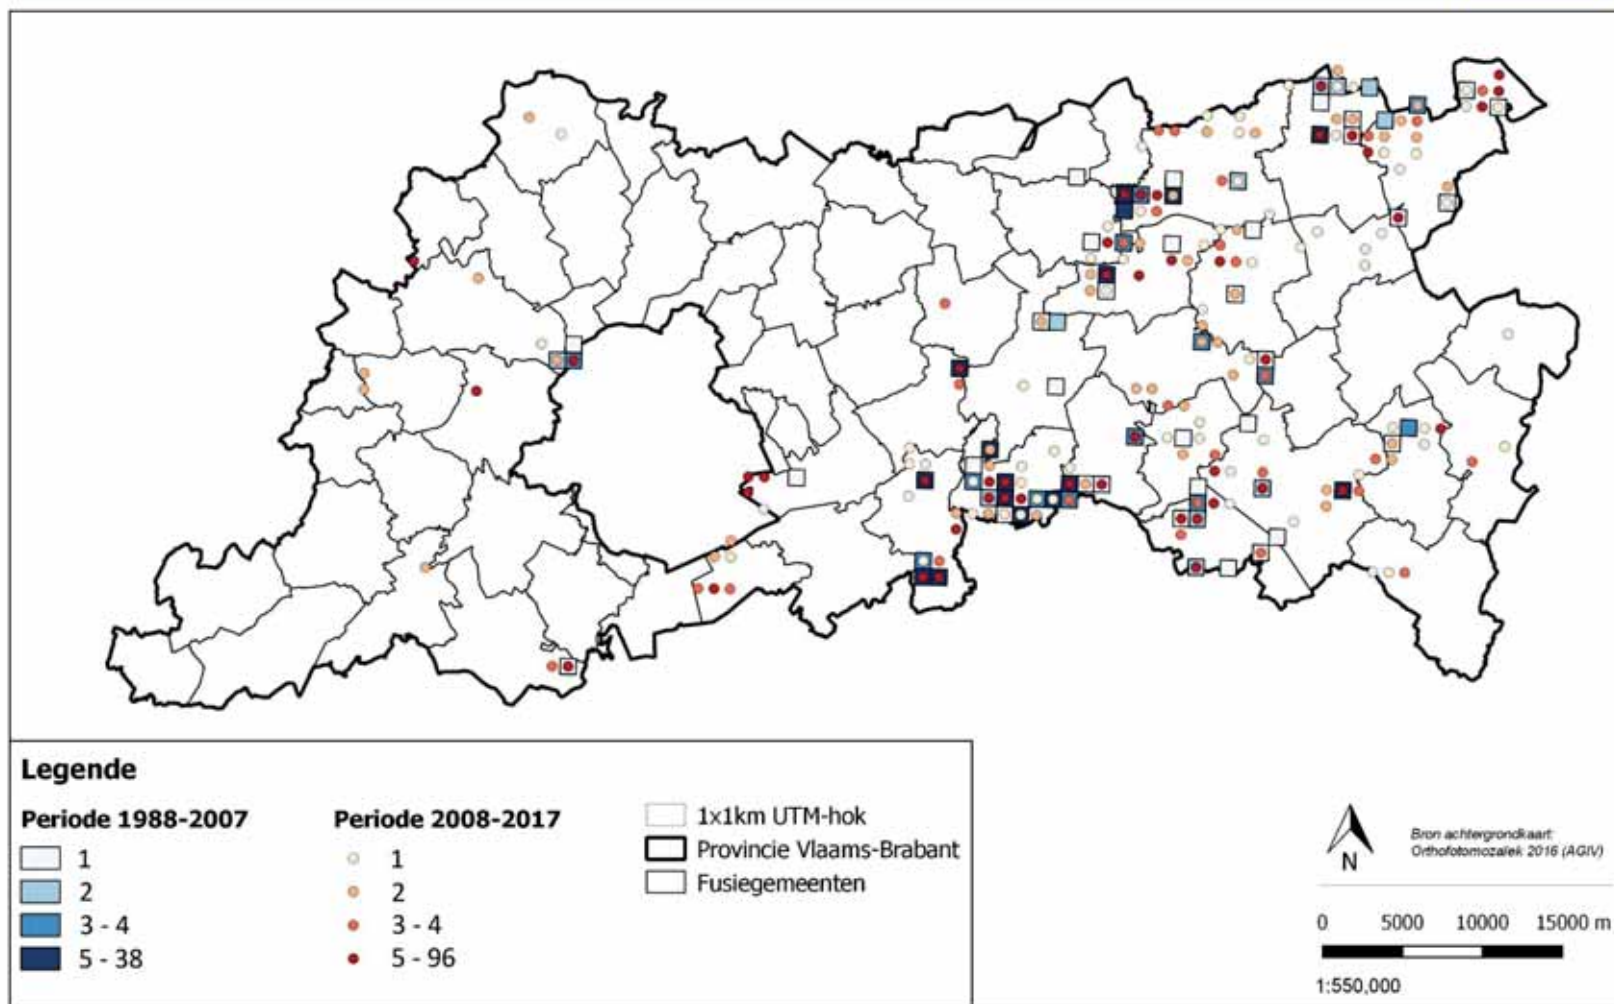 Legende
Periode 1988-2007
1
2
3 - 4
5 - 38
Periode 2008-2017
1
2
3 - 4
5 - 96
1x1km UTM-hok
Provincie Vlaams-Brabant
Fusiegemeenten
N
Bron achtergrondkaart:
Orthofotomozaïek 2016 (AGIV)
0 5000 10000 15000 m
1:550,000